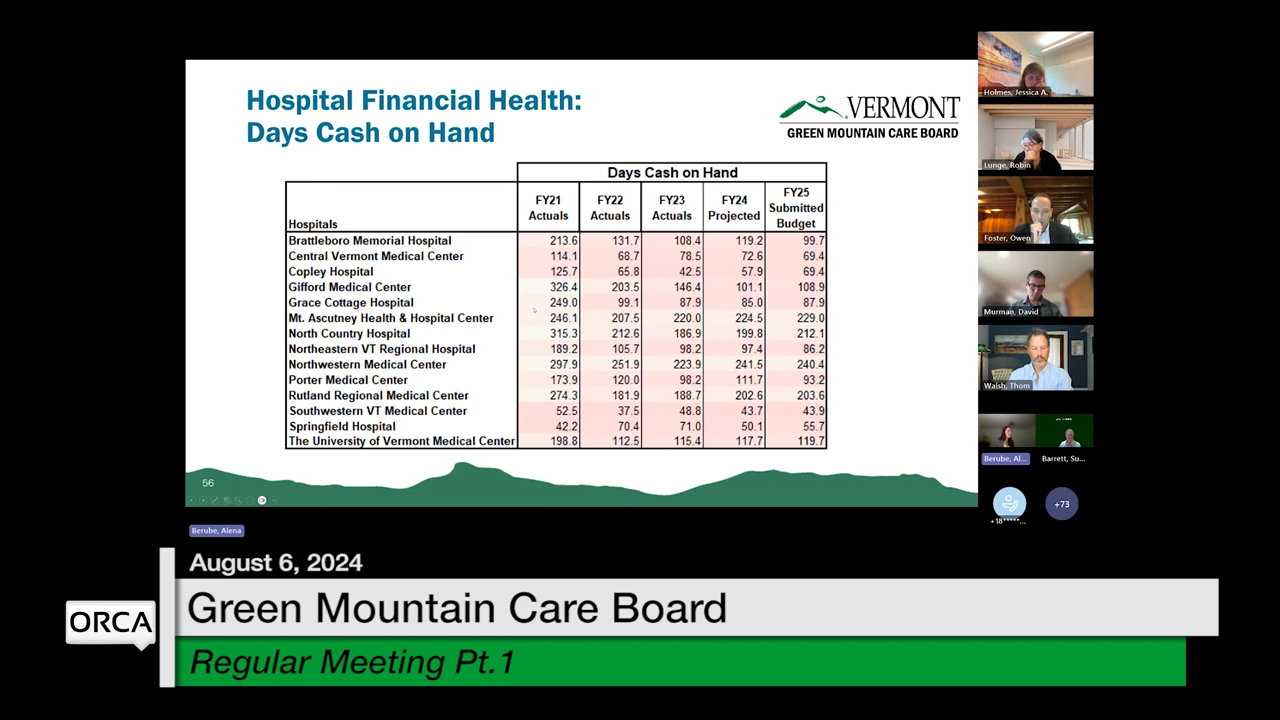 Hospital Financial Health:
Days Cash on Hand
VERMONT
GREEN MOUNTAIN CARE BOARD
Days Cash on Hand
Hospitals FY21 Actuals FY22 Actuals FY23 Actuals FY24 Projected FY25 Submitted Budget
Brattleboro Memorial Hospital 213.6 131.7 108.4 119.2 99.7
Central Vermont Medical Center 114.1 68.7 78.5 72.6 69.4
Copley Hospital 125.7 65.8 42.5 57.9 69.4
Gifford Medical Center 326.4 203.5 146.4 101.1 108.9
Grace Cottage Hospital 249.0 99.1 87.9 85.0 87.9
Mt. Ascutney Health & Hospital Center 246.1 207.5 220.0 224.5 229.0
North Country Hospital 315.3 212.6 186.9 199.8 212.1
Northeastern VT Regional Hospital 189.2 105.7 98.2 97.4 86.2
Northwestern Medical Center 297.9 251.9 223.9 241.5 240.4
Porter Medical Center 173.9 120.0 98.2 111.7 93.2
Rutland Regional Medical Center 274.3 181.9 188.7 202.6 203.6
Southwestern VT Medical Center 52.5 37.5 48.8 43.7 43.9
Springfield Hospital 42.2 70.4 71.0 50.1 55.7
The University of Vermont Medical Center 198.8 112.5 115.4 117.7 119.7
56
Holmes, Jessica A.
Lunge, Robin
Foster, Owen
Murman, David
Walsh, Thom
Berube, Al...
Barrett, Su...
+18*****...
+73
Berube, Alena
August 6, 2024
ORCA
Green Mountain Care Board
Regular Meeting Pt.1